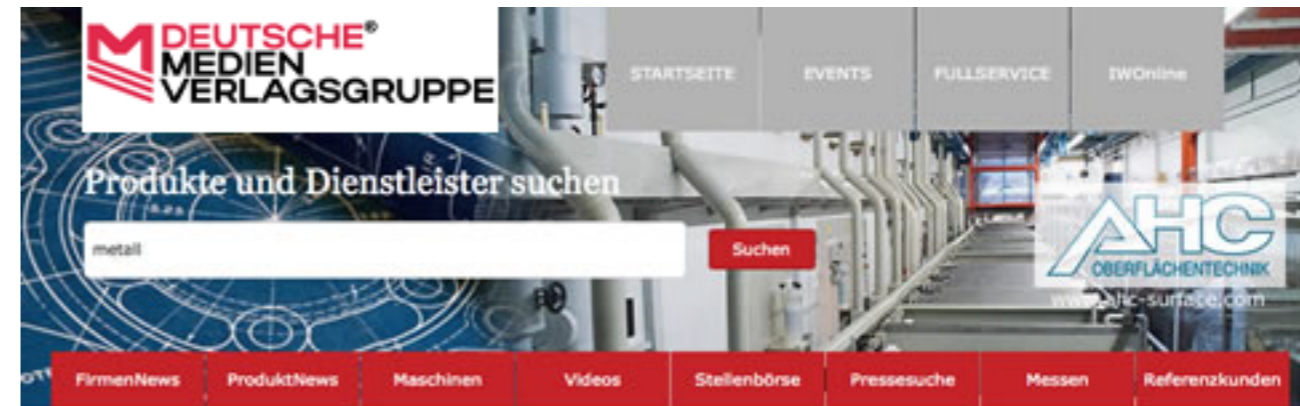 DEUTSCHE®
MEDIEN
VERLAGSGRUPPE
STARTSEITE EVENTS FULLSERVICE IWOnline
Produkte und Dienstleister suchen
metall Suchen
AHC
OBERFLÄCHENTECHNIK
www.ahc-surface.com
FirmenNews ProduktNews Maschinen Videos Stellenbörse Pressesuche Messen Referenzkunden